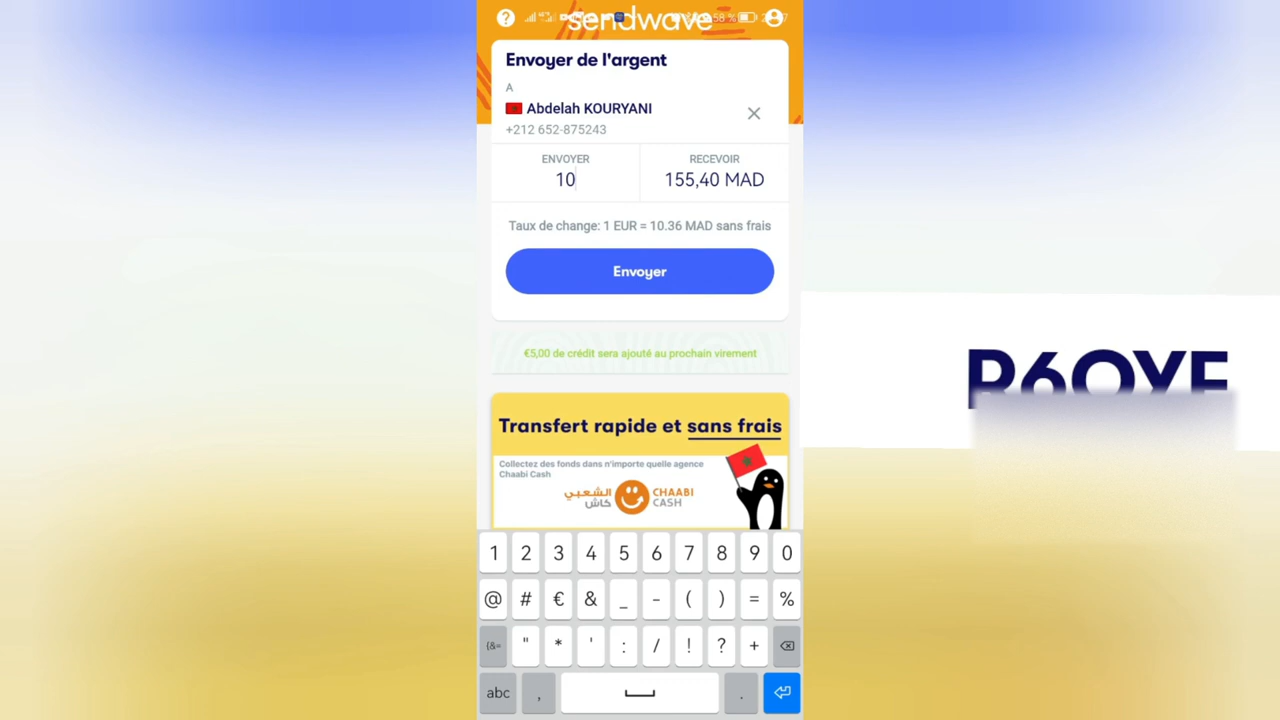 sendwave
58 %
Envoyer de l'argent
A
Abdelah KOURYANI
+212 652-875243
ENVOYER
RECEVOIR
10
155,40 MAD
Taux de change: 1 EUR = 10.36 MAD sans frais
Envoyer
€5,00 de crédit sera ajouté au prochain virement
Transfert rapide et sans frais
Collectez des fonds dans n'importe quelle agence
Chaabi Cash
الشعبي CHAABI
كاش CASH
1 2 3 4 5 6 7 8 9 0
@ # € & _ - ( ) = %
{&= " * ' : / ! ? +
abc , .